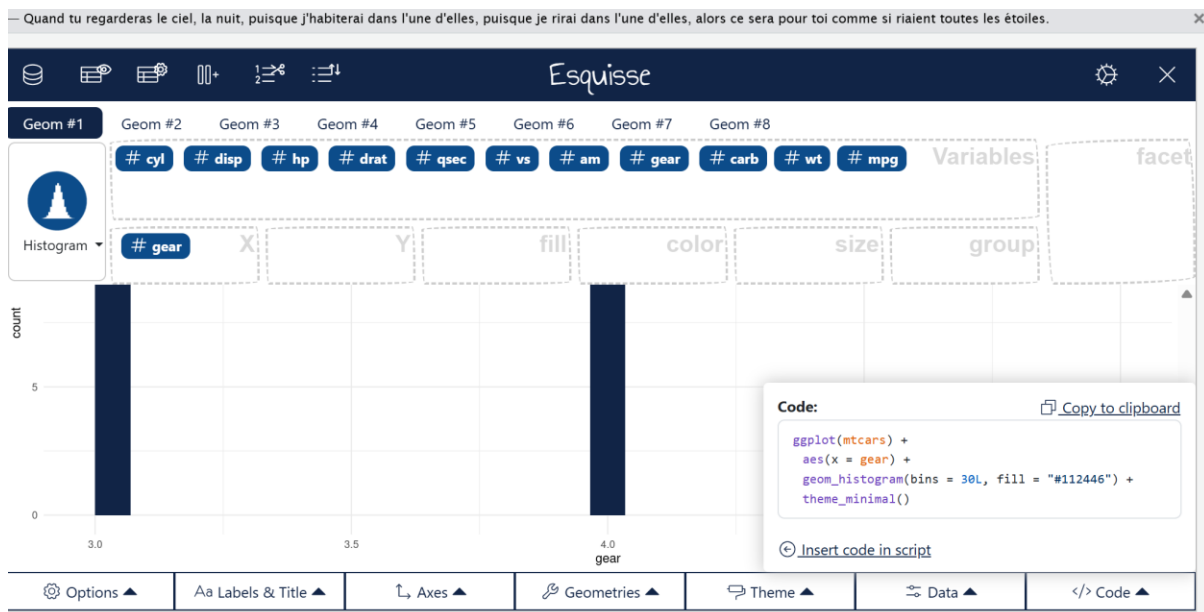 — Quand tu regarderas le ciel, la nuit, puisque j'habiterai dans l'une d'elles, puisque je rirai dans l'une d'elles, alors ce sera pour toi comme si riaient toutes les étoiles.
Esquisse
Geom #1 Geom #2 Geom #3 Geom #4 Geom #5 Geom #6 Geom #7 Geom #8
# cyl # disp # hp # drat # qsec # vs # am # gear # carb # wt # mpg Variables facet
Histogram # gear X Y fill color size group
count
5
0
3.0 3.5 4.0
gear
Code: Copy to clipboard
ggplot(mtcars) +
aes(x = gear) +
geom_histogram(bins = 30L, fill = "#112446") +
theme_minimal()
Insert code in script
Options Aa Labels & Title Axes Geometries Theme Data </> Code